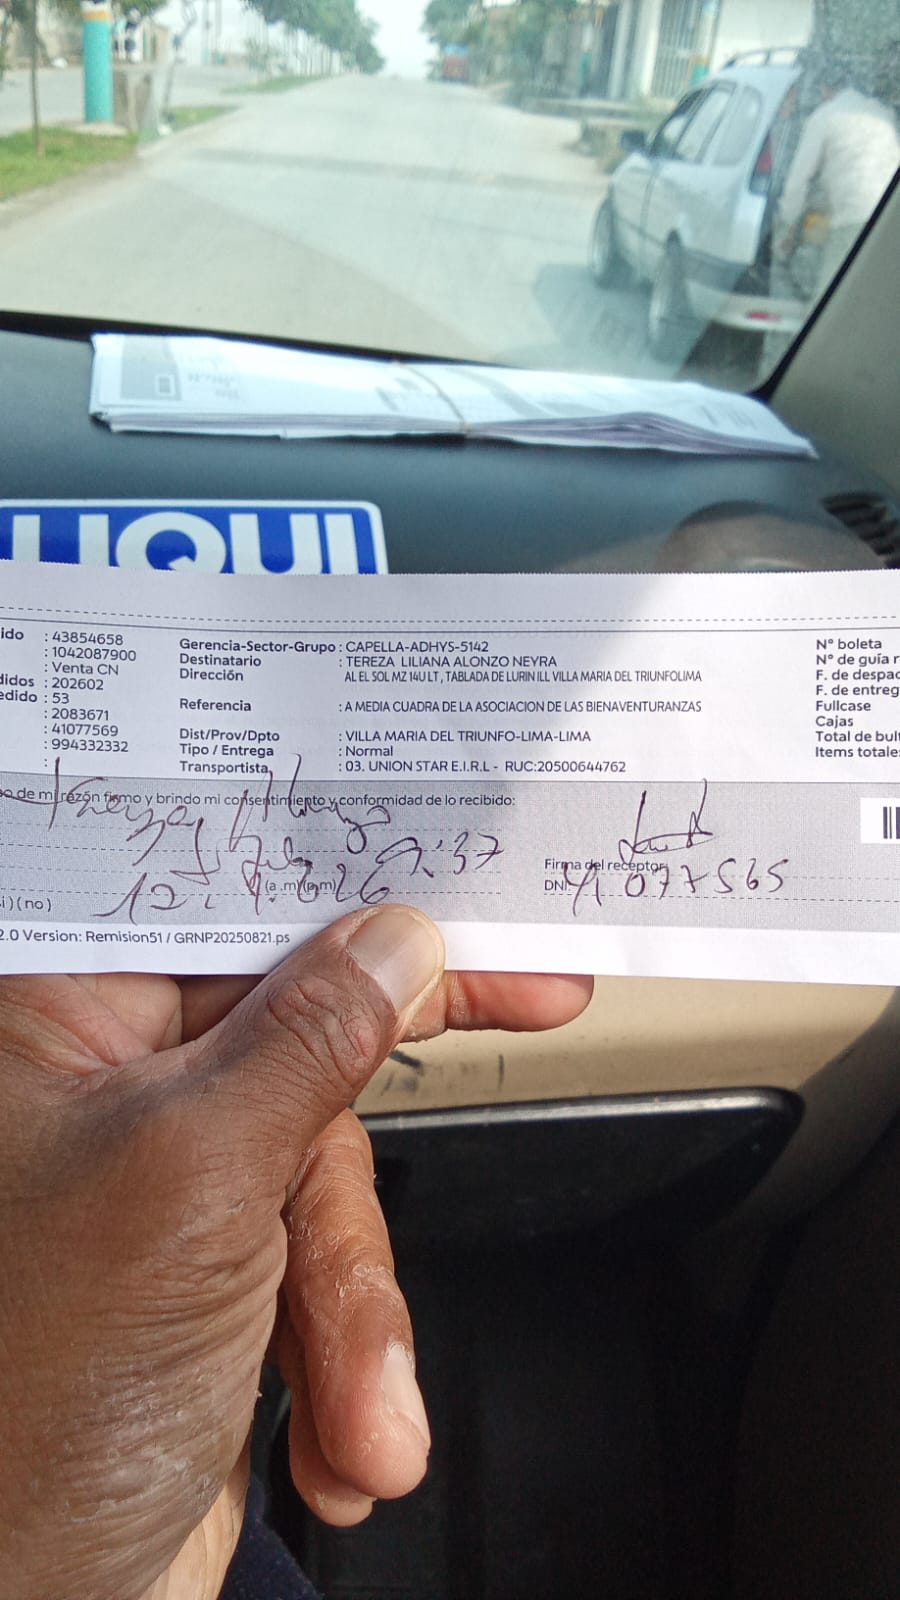 LIQUI
ido : 43854658
: 1042087900
: Venta CN
didos : 202602
edido : 53
: 2083671
: 41077569
: 994332332
:
Gerencia-Sector-Grupo : CAPELLA-ADHYS-5142
Destinatario : TEREZA LILIANA ALONZO NEYRA
Dirección AL EL SOL MZ 14U LT , TABLADA DE LURIN ILL VILLA MARIA DEL TRIUNFOLIMA
Referencia : A MEDIA CUADRA DE LA ASOCIACION DE LAS BIENAVENTURANZAS
Dist/Prov/Dpto : VILLA MARIA DEL TRIUNFO-LIMA-LIMA
Tipo / Entrega : Normal
Transportista : 03. UNION STAR E.I.R.L - RUC:20500644762
N° boleta
N° de guía r
F. de despac
F. de entreg
Fullcase
Cajas
Total de bult
Items totales
o de mi razón firmo y brindo mi consentimiento y conformidad de lo recibido:
: 37
12
(a .m)(p.m)
i ) ( no )
Firma del receptor
DNI: 41077565
2.0 Version: Remision51 / GRNP20250821.ps